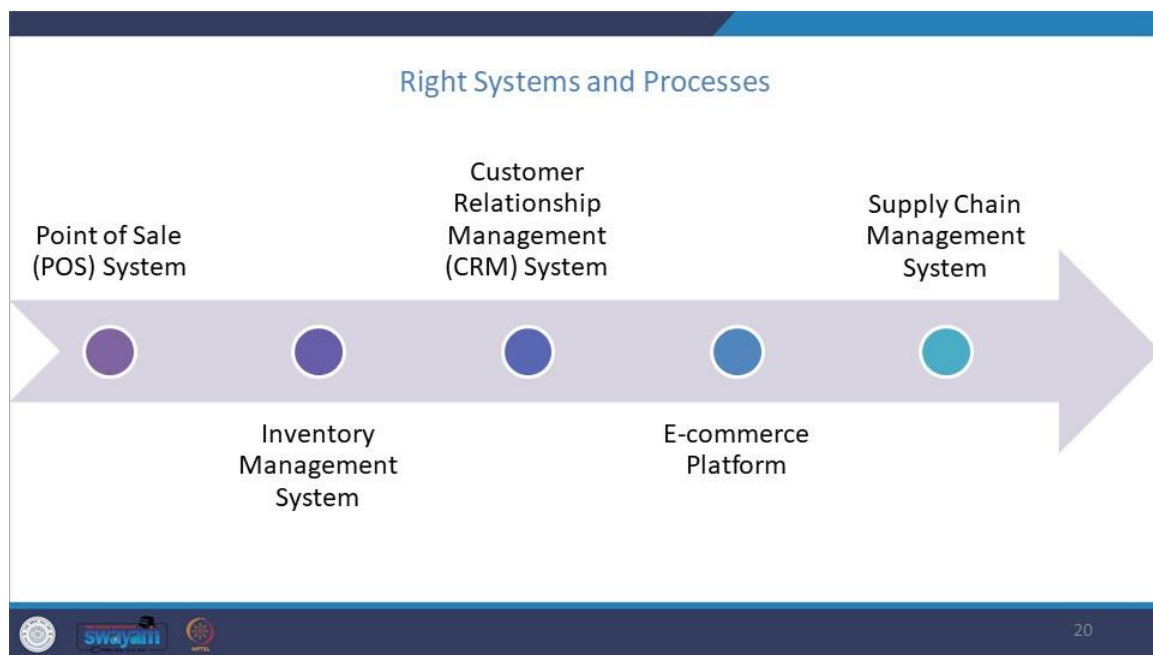 Right Systems and Processes
Point of Sale
(POS) System
Inventory
Management
System
Customer
Relationship
Management
(CRM) System
E-commerce
Platform
Supply Chain
Management
System
swayam
NPTEL
20